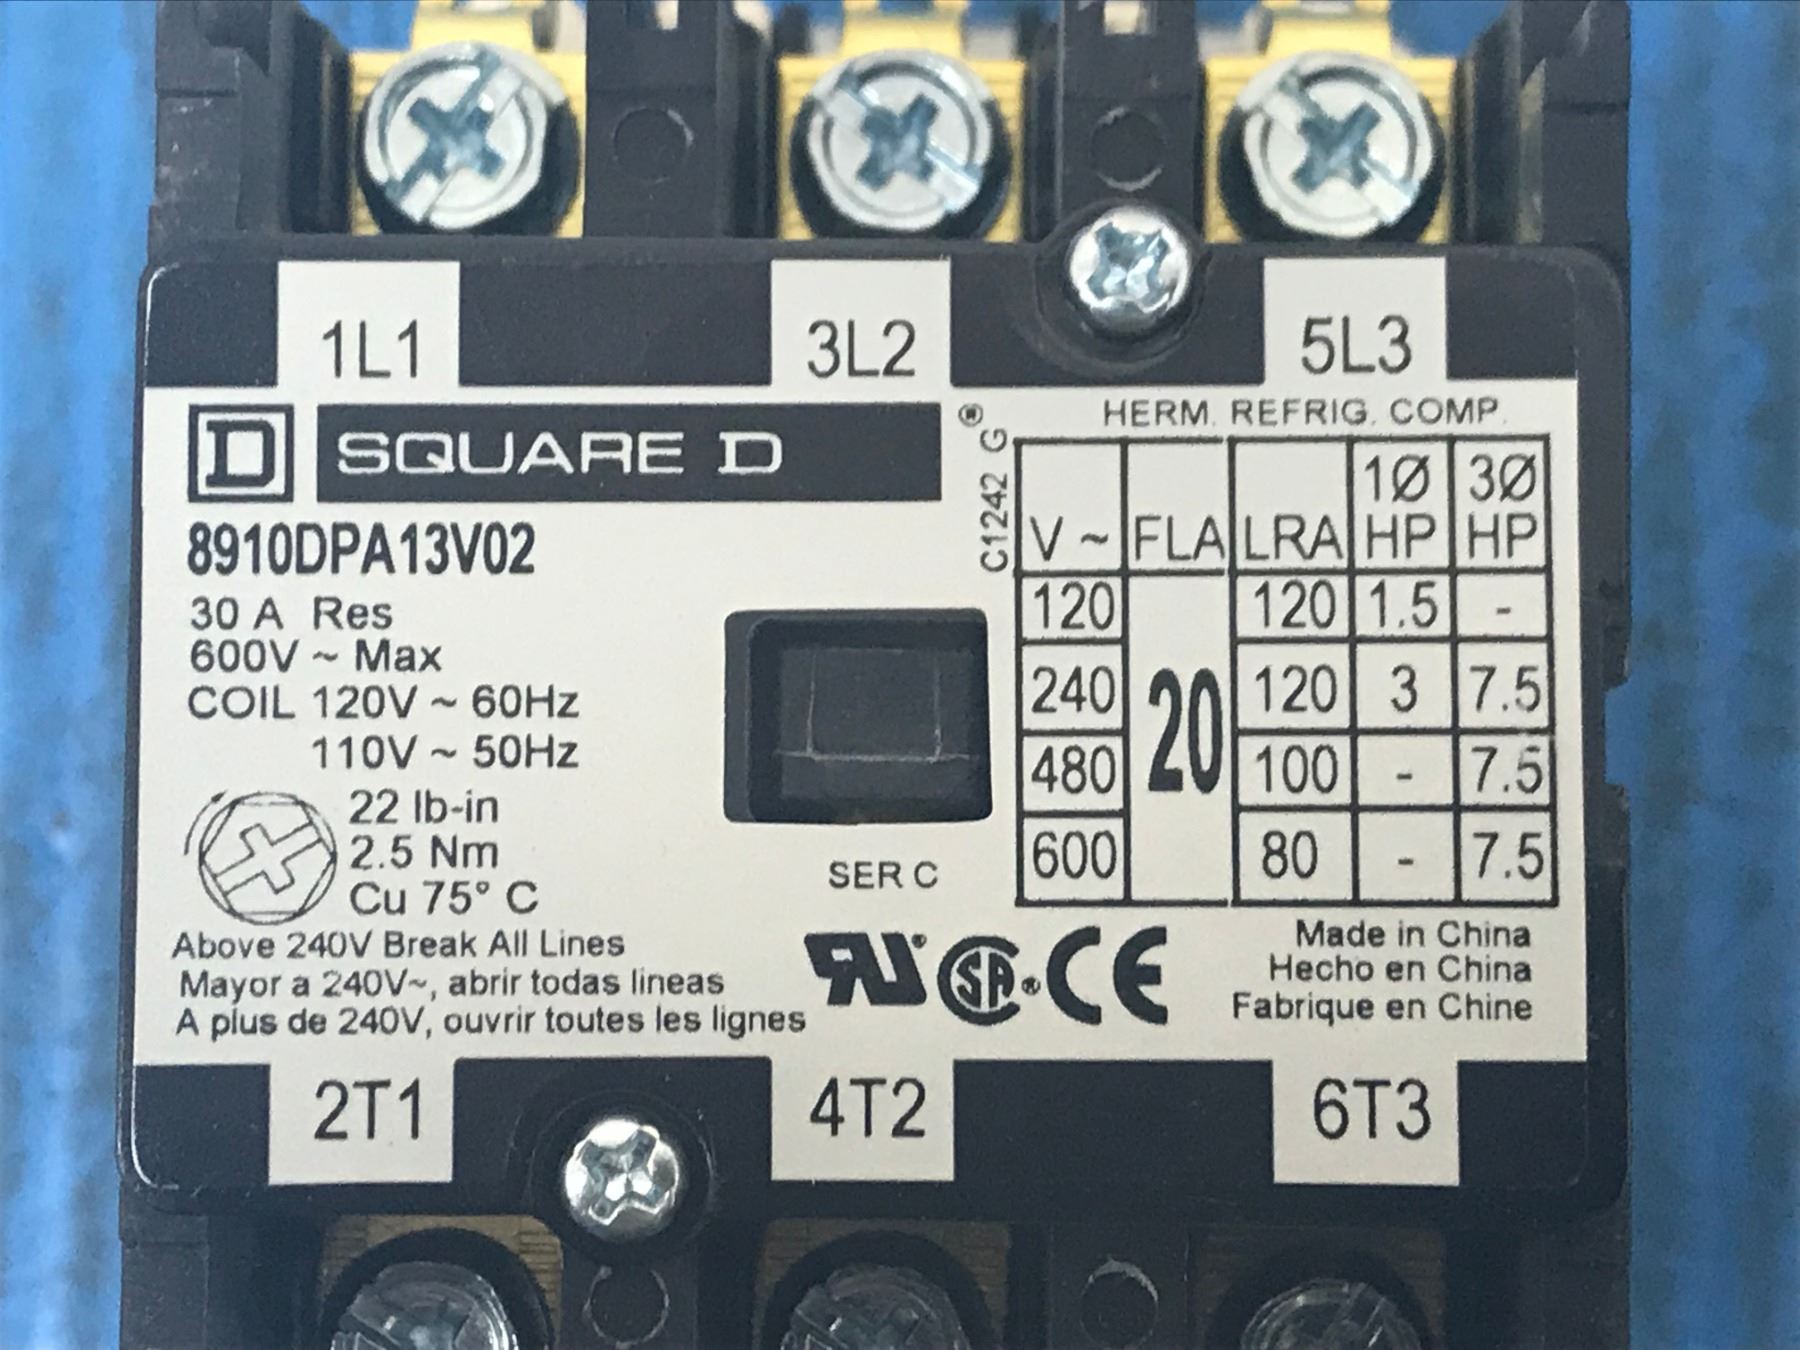 1L1 3L2 5L3
D SQUARE D ®
8910DPA13V02
30 A Res
600V ~ Max
COIL 120V ~ 60Hz
110V ~ 50Hz
22 lb-in
2.5 Nm
Cu 75° C
Above 240V Break All Lines
Mayor a 240V~, abrir todas lineas
A plus de 240V, ouvrir toutes les lignes
SER C
C1242 G
HERM. REFRIG. COMP.
V ~ FLA LRA 1Ø HP 3Ø HP
120 20 120 1.5 -
240 120 3 7.5
480 100 - 7.5
600 80 - 7.5
RU® SA® CE
Made in China
Hecho en China
Fabrique en Chine
2T1 4T2 6T3